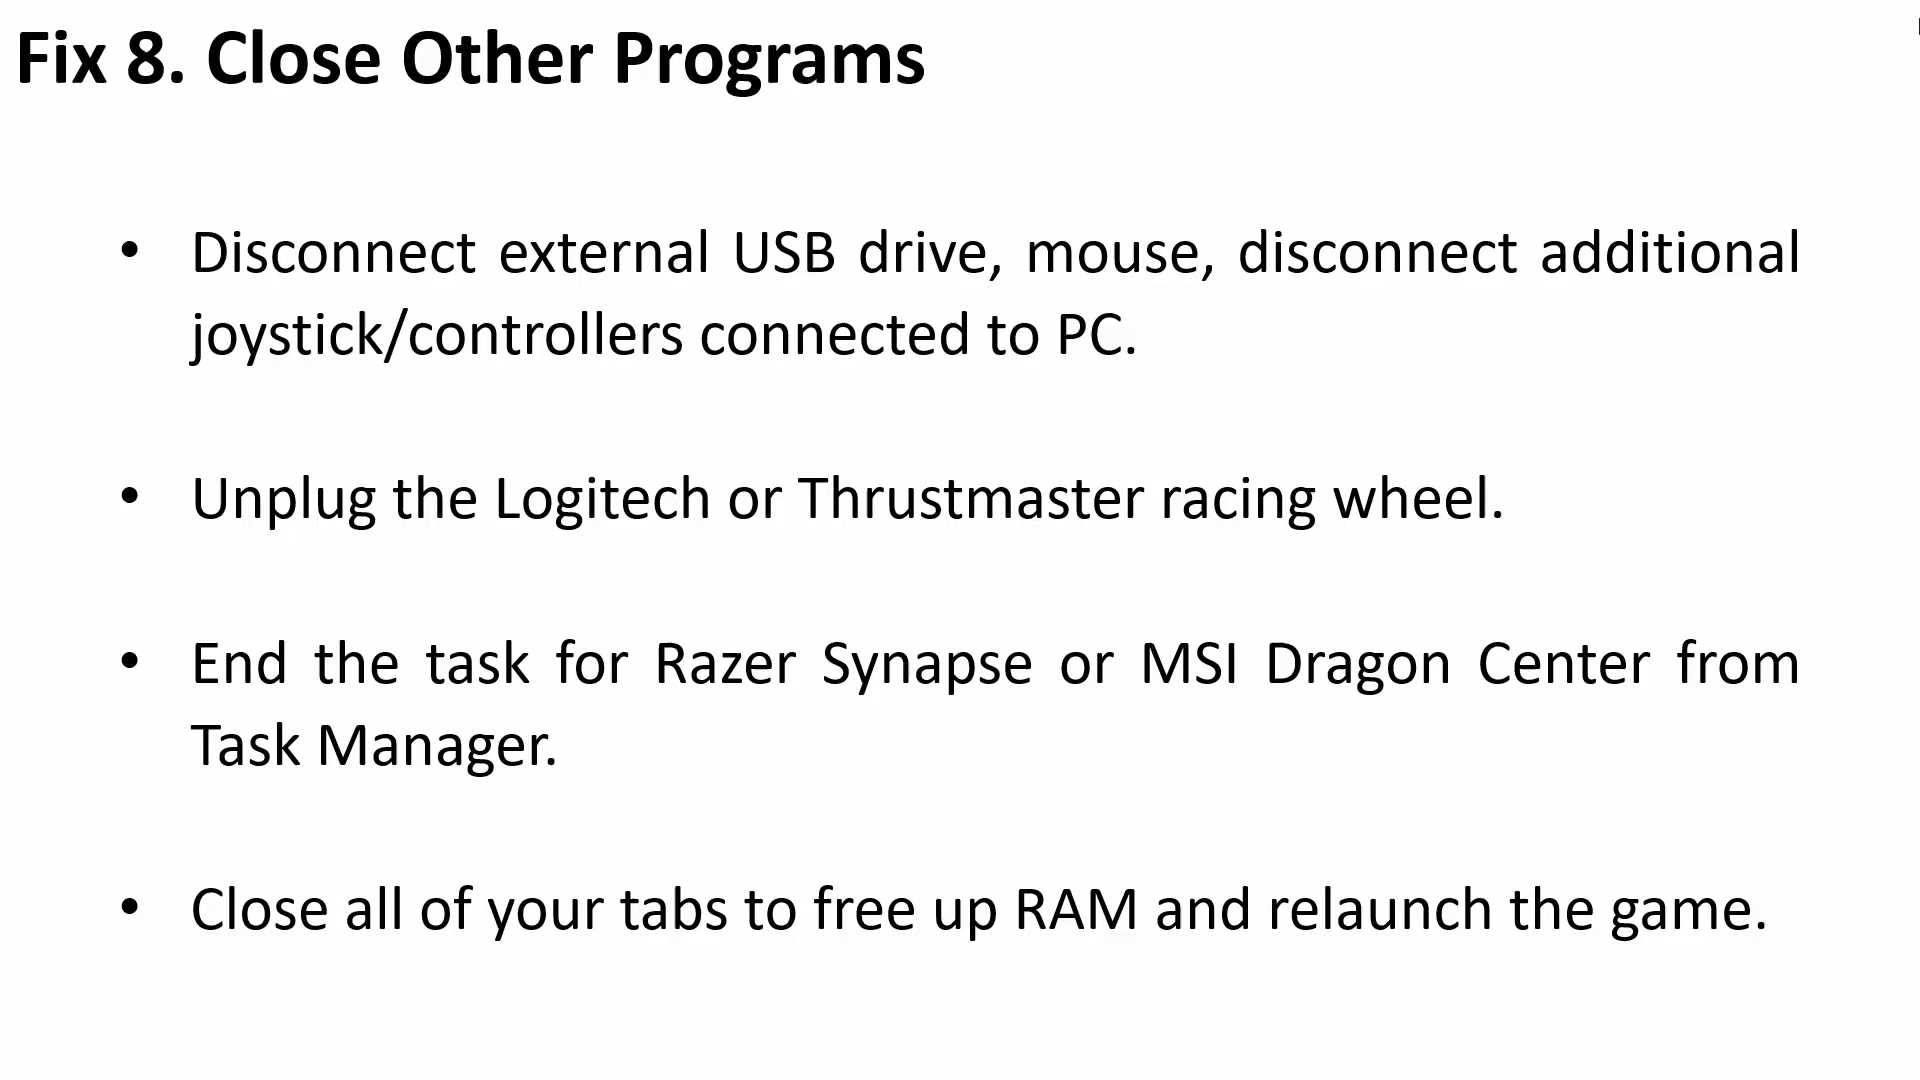 Fix 8. Close Other Programs
• Disconnect external USB drive, mouse, disconnect additional
joystick/controllers connected to PC.
• Unplug the Logitech or Thrustmaster racing wheel.
• End the task for Razer Synapse or MSI Dragon Center from
Task Manager.
• Close all of your tabs to free up RAM and relaunch the game.